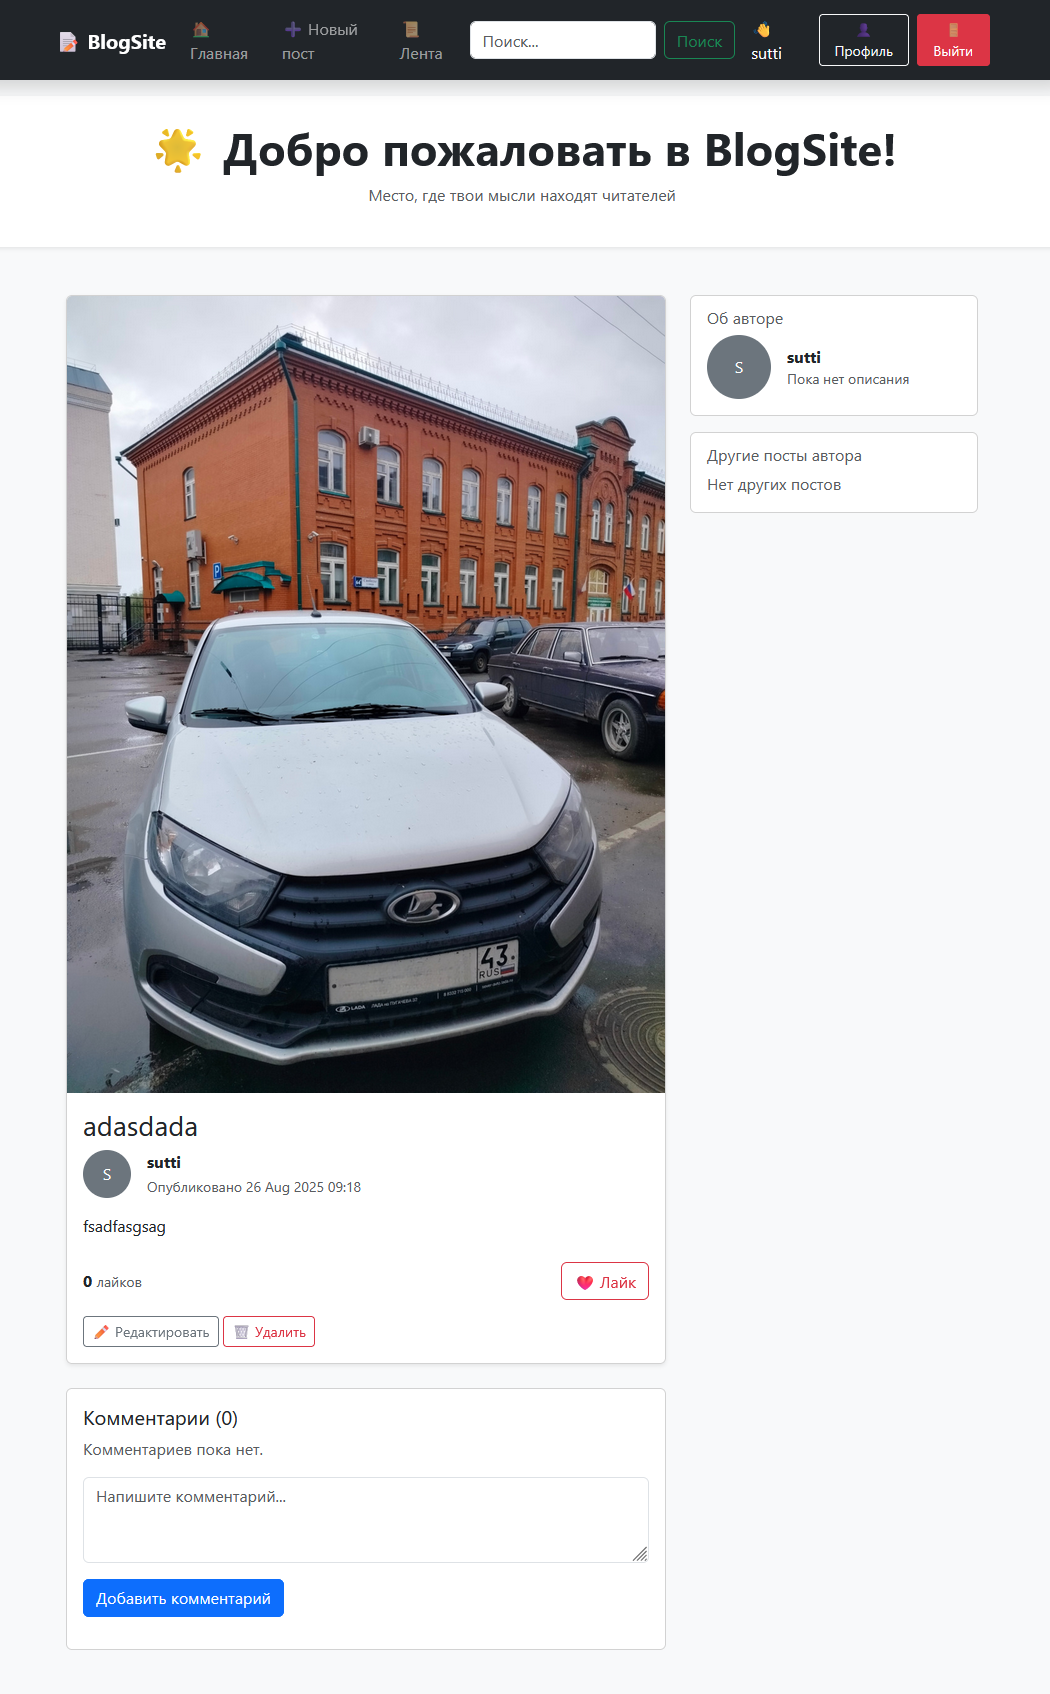 BlogSite
Главная
Новый пост
Лента
Поиск...
Поиск
sutti
Профиль
Выйти
Добро пожаловать в BlogSite!
Место, где твои мысли находят читателей
Об авторе
S
sutti
Пока нет описания
Другие посты автора
Нет других постов
P
43
RUS
LADA
adasdada
S
sutti
Опубликовано 26 Aug 2025 09:18
fsadfasgsag
0 лайков
Лайк
Редактировать
Удалить
Комментарии (0)
Комментариев пока нет.
Напишите комментарий...
Добавить комментарий